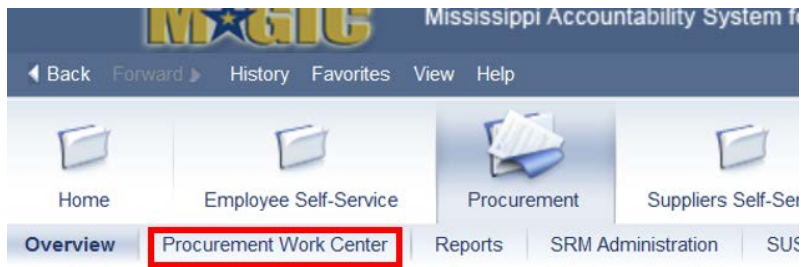 MAGIC Mississippi Accountability System fo
Back Forward History Favorites View Help
Home Employee Self-Service Procurement Suppliers Self-Ser
Overview Procurement Work Center Reports SRM Administration SUS